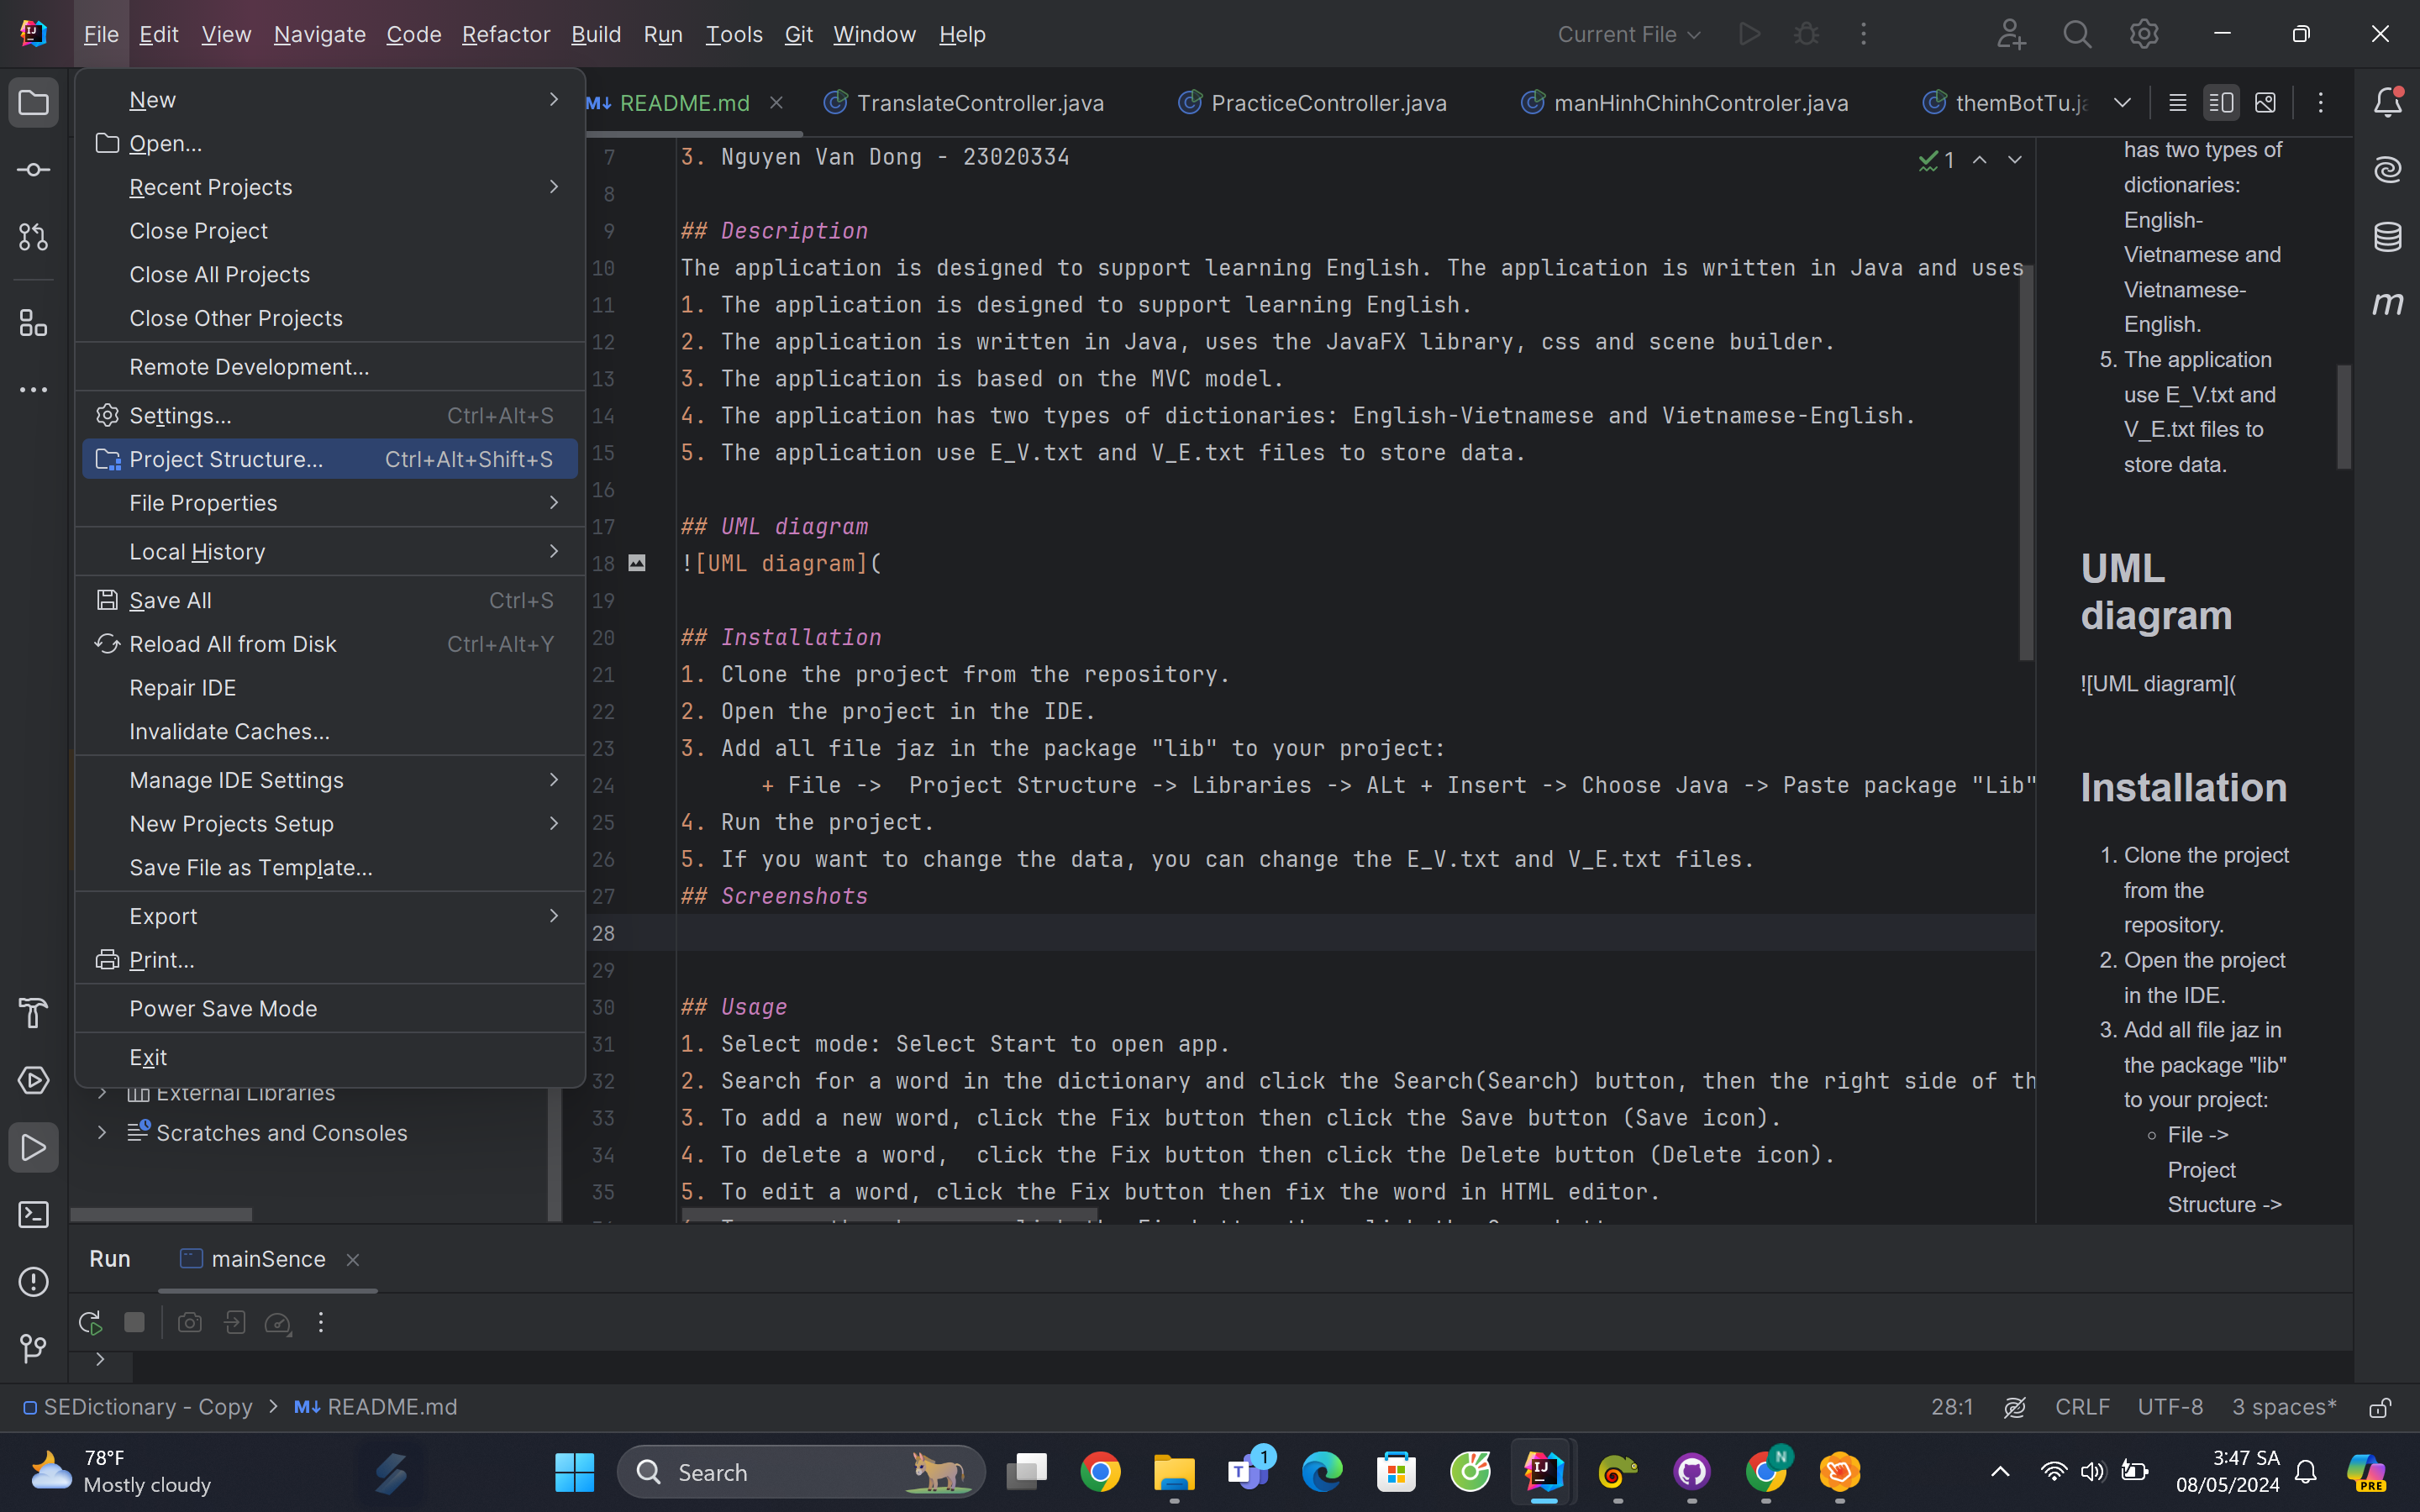 File Edit View Navigate Code Refactor Build Run Tools Git Window Help
Current File
New
Open...
Recent Projects
Close Project
Close All Projects
Close Other Projects
Remote Development...
Settings... Ctrl+Alt+S
Project Structure... Ctrl+Alt+Shift+S
File Properties
Local History
Save All Ctrl+S
Reload All from Disk Ctrl+Alt+Y
Repair IDE
Invalidate Caches...
Manage IDE Settings
New Projects Setup
Save File as Template...
Export
Print...
Power Save Mode
Exit
External Libraries
Scratches and Consoles
README.md TranslateController.java PracticeController.java manHinhChinhControler.java themBotTu.ja
1
7 3. Nguyen Van Dong - 23020334
8
9 ## Description
10 The application is designed to support learning English. The application is written in Java and uses
11 1. The application is designed to support learning English.
12 2. The application is written in Java, uses the JavaFX library, css and scene builder.
13 3. The application is based on the MVC model.
14 4. The application has two types of dictionaries: English-Vietnamese and Vietnamese-English.
15 5. The application use E_V.txt and V_E.txt files to store data.
16
17 ## UML diagram
18 ![UML diagram](
19
20 ## Installation
21 1. Clone the project from the repository.
22 2. Open the project in the IDE.
23 3. Add all file jaz in the package "lib" to your project:
24 + File ->  Project Structure -> Libraries -> ALt + Insert -> Choose Java -> Paste package "Lib"
25 4. Run the project.
26 5. If you want to change the data, you can change the E_V.txt and V_E.txt files.
27 ## Screenshots
28
29
30 ## Usage
31 1. Select mode: Select Start to open app.
32 2. Search for a word in the dictionary and click the Search(Search) button, then the right side of th
33 3. To add a new word, click the Fix button then click the Save button (Save icon).
34 4. To delete a word,  click the Fix button then click the Delete button (Delete icon).
35 5. To edit a word, click the Fix button then fix the word in HTML editor.
has two types of
dictionaries:
English-
Vietnamese and
Vietnamese-
English.
5. The application
use E_V.txt and
V_E.txt files to
store data.
UML
diagram
![UML diagram](
Installation
1. Clone the project
from the
repository.
2. Open the project
in the IDE.
3. Add all file jaz in
the package "lib"
to your project:
File ->
Project
Structure ->
Run mainSence
SEDictionary - Copy README.md
28:1 CRLF UTF-8 3 spaces*
78°F
Mostly cloudy
Search
1
N
3:47 SA
08/05/2024
PRE